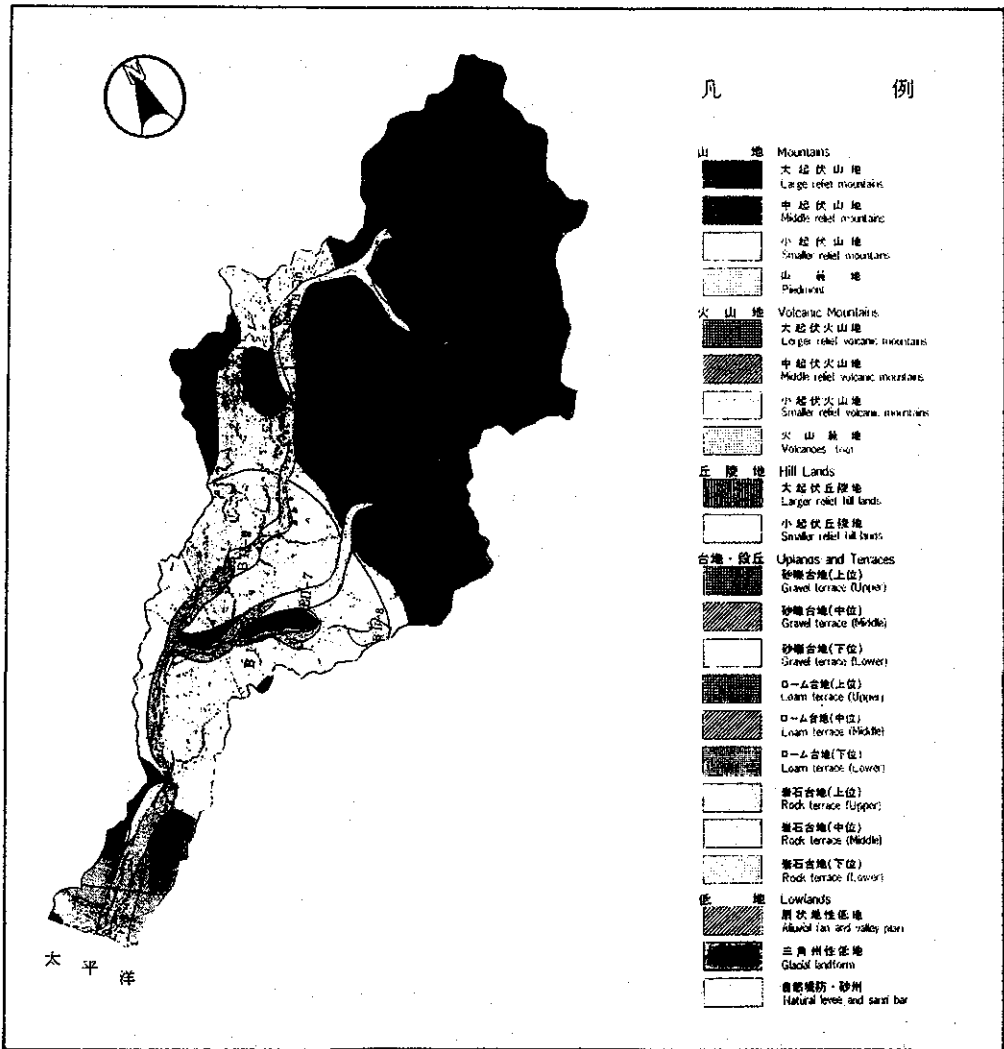 凡 例
山 地 Mountains
大起伏山地
Large relief mountains
中起伏山地
Middle relief mountains
小起伏山地
Smaller relief mountains
山麓地
Piedmont
火山地 Volcanic Mountains
大起伏火山地
Larger relief volcanic mountains
中起伏火山地
Middle relief volcanic mountains
小起伏火山地
Smaller relief volcanic mountains
火山麓地
Volcanoes foot
丘陵地 Hill Lands
大起伏丘陵地
Larger relief hill lands
小起伏丘陵地
Smaller relief hill lands
台地・段丘 Uplands and Terraces
砂礫台地(上位)
Gravel terrace (Upper)
砂礫台地(中位)
Gravel terrace (Middle)
砂礫台地(下位)
Gravel terrace (Lower)
ローム台地(上位)
Loam terrace (Upper)
ローム台地(中位)
Loam terrace (Middle)
ローム台地(下位)
Loam terrace (Lower)
岩石台地(上位)
Rock terrace (Upper)
岩石台地(中位)
Rock terrace (Middle)
岩石台地(下位)
Rock terrace (Lower)
低 地 Lowlands
扇状地性低地
Alluvial fan and valley plan
三角州性低地
Glacial landform
自然堤防・砂州
Natural levee and sand bar
太平洋